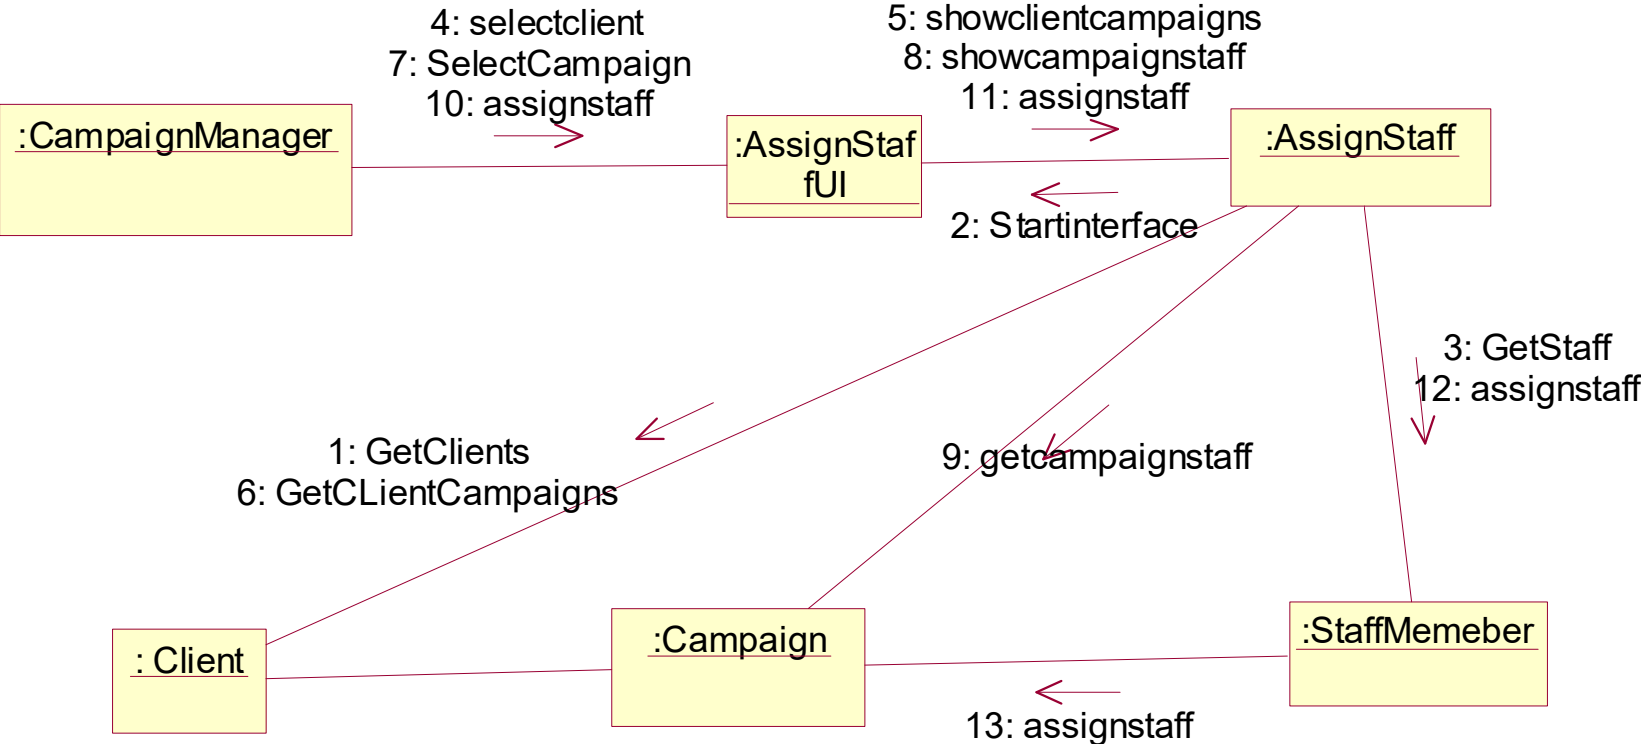 4: selectclient
7: SelectCampaign
10: assignstaff
5: showclientcampaigns
8: showcampaignstaff
11: assignstaff
:CampaignManager
:AssignStaf
fUI
:AssignStaff
2: Startinterface
3: GetStaff
12: assignstaff
1: GetClients
6: GetCLientCampaigns
9: getcampaignstaff
: Client
:Campaign
:StaffMemeber
13: assignstaff